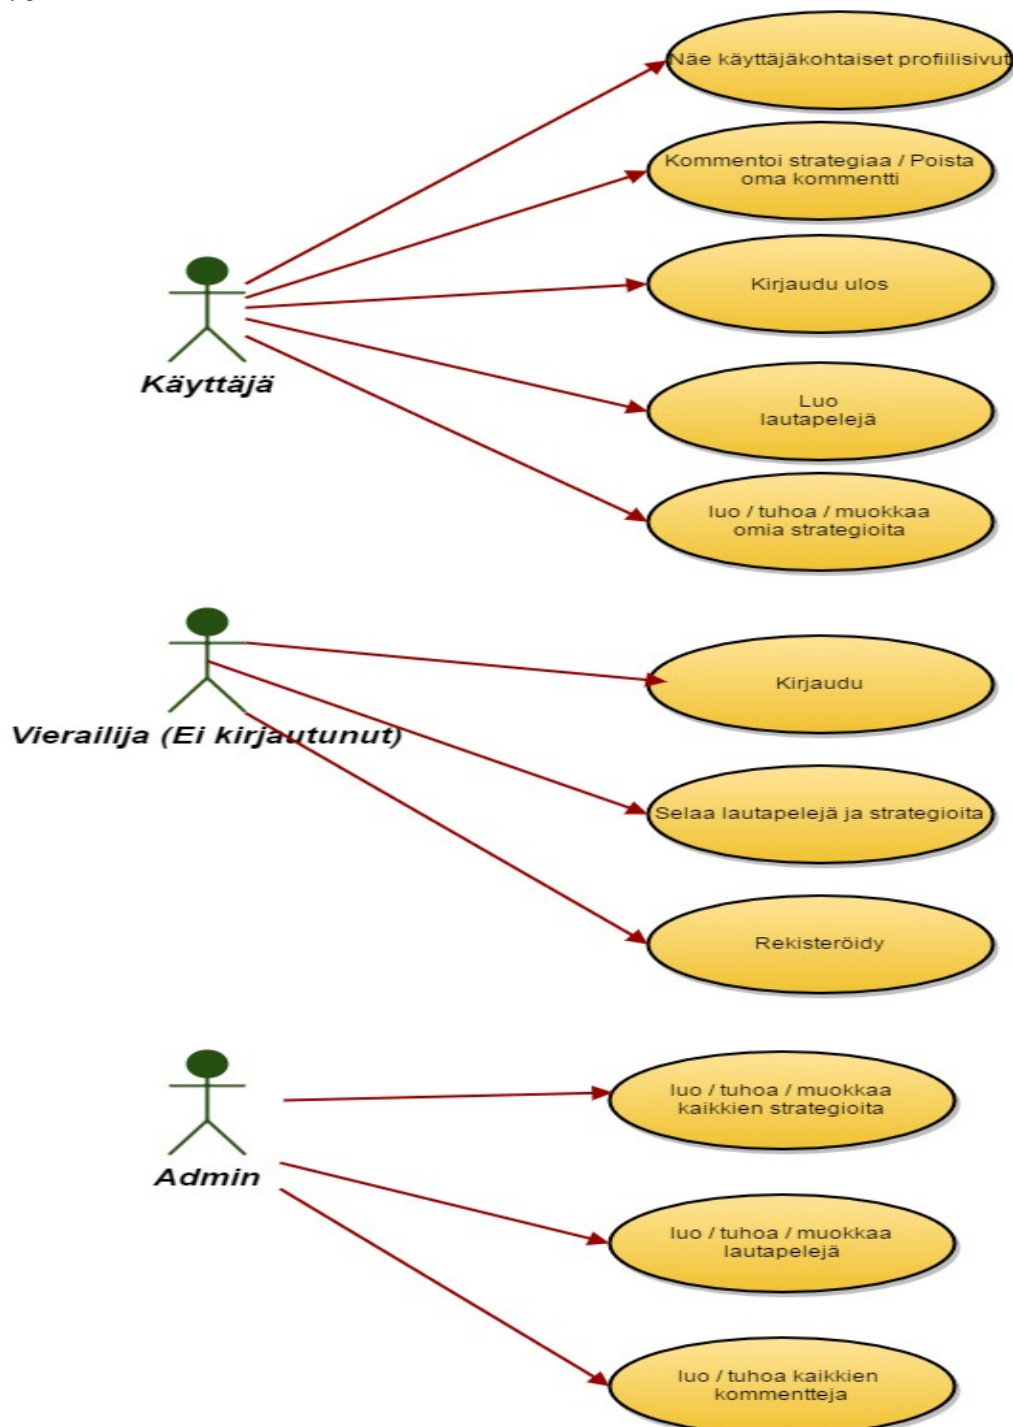 Näe käyttäjäkohtaiset profiilisivut
Kommentoi strategiaa / Poista
oma kommentti
Kirjaudu ulos
Käyttäjä
Luo
lautapelejä
luo / tuhoa / muokkaa
omia strategioita
Kirjaudu
Vierailija (Ei kirjautunut)
Selaa lautapelejä ja strategioita
Rekisteröidy
luo / tuhoa / muokkaa
kaikkien strategioita
Admin
luo / tuhoa / muokkaa
lautapelejä
luo / tuhoa kaikkien
kommentteja